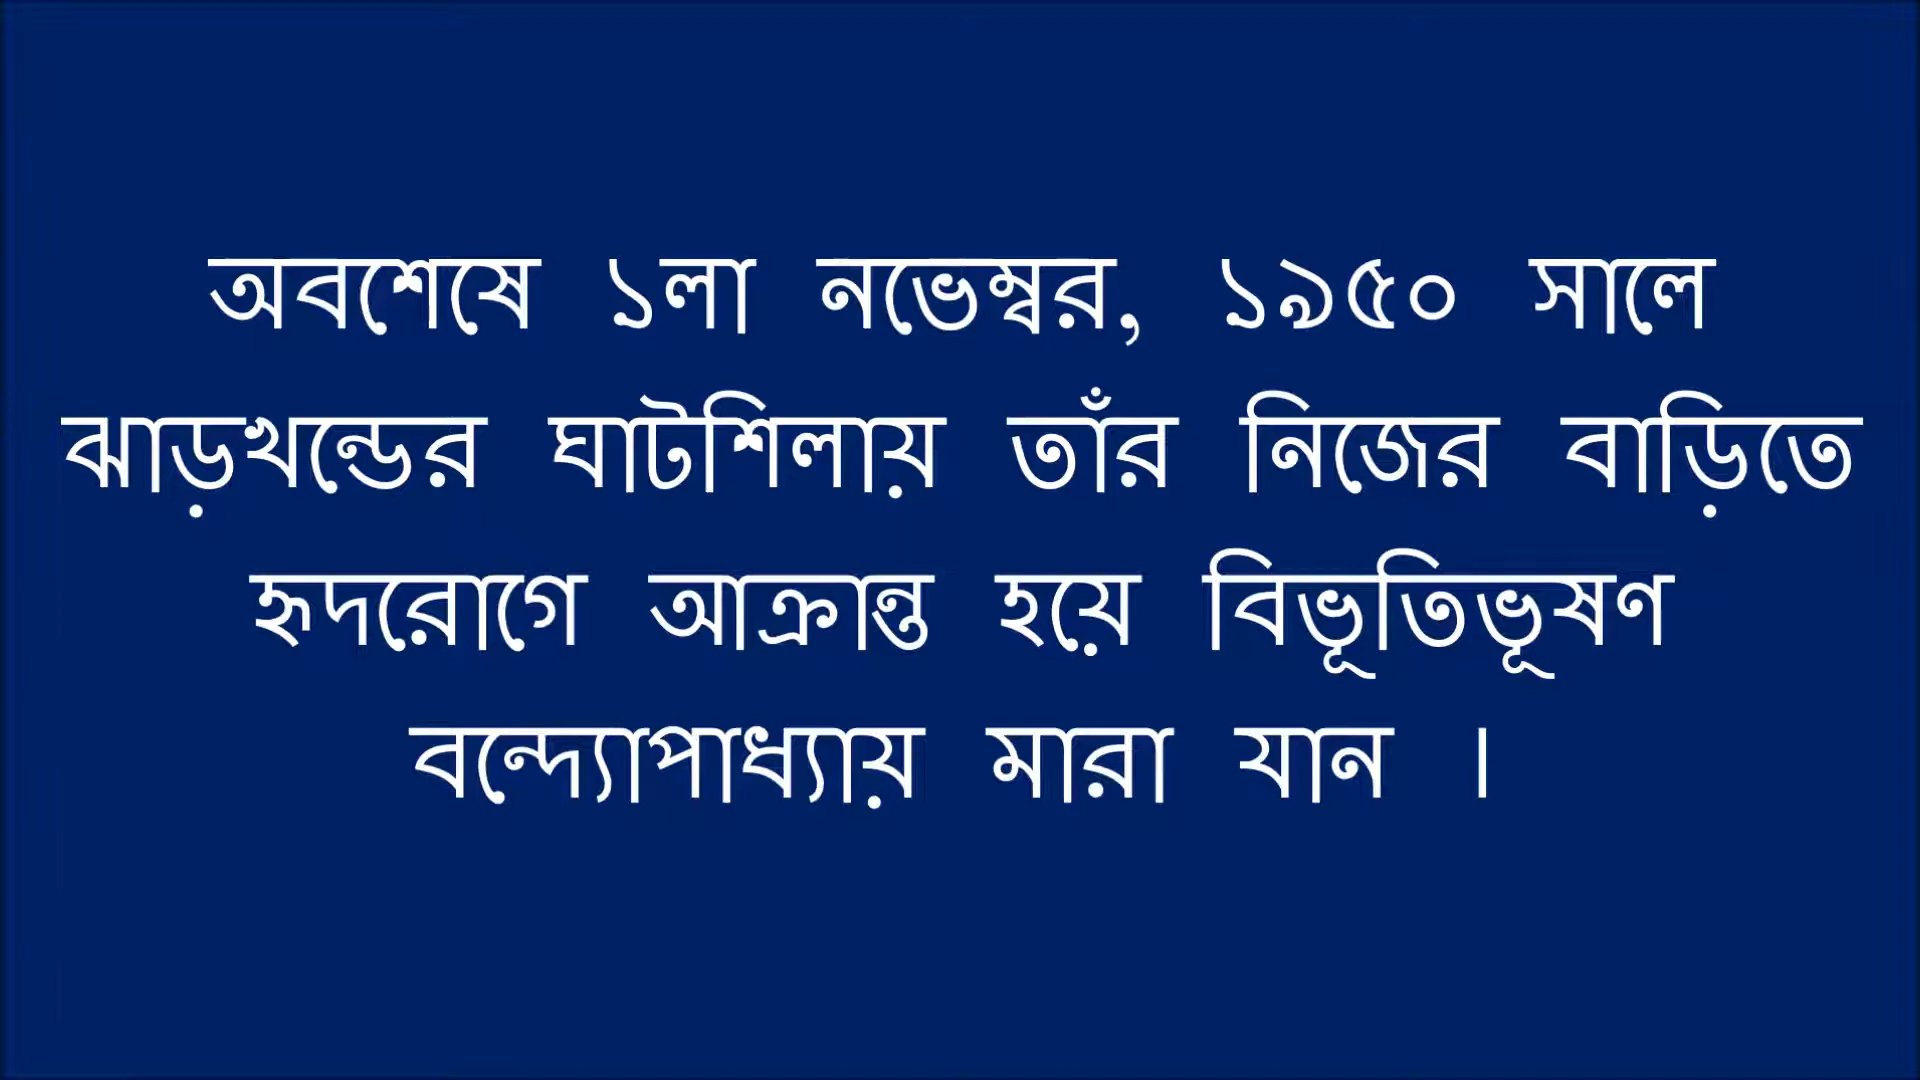 অবশেষে ১লা নভেম্বর, ১৯৫০ সালে
ঝাড়খন্ডের ঘাটশিলায় তাঁর নিজের বাড়িতে
হৃদরোগে আক্রান্ত হয়ে বিভূতিভূষণ
বন্দ্যোপাধ্যায় মারা যান ।